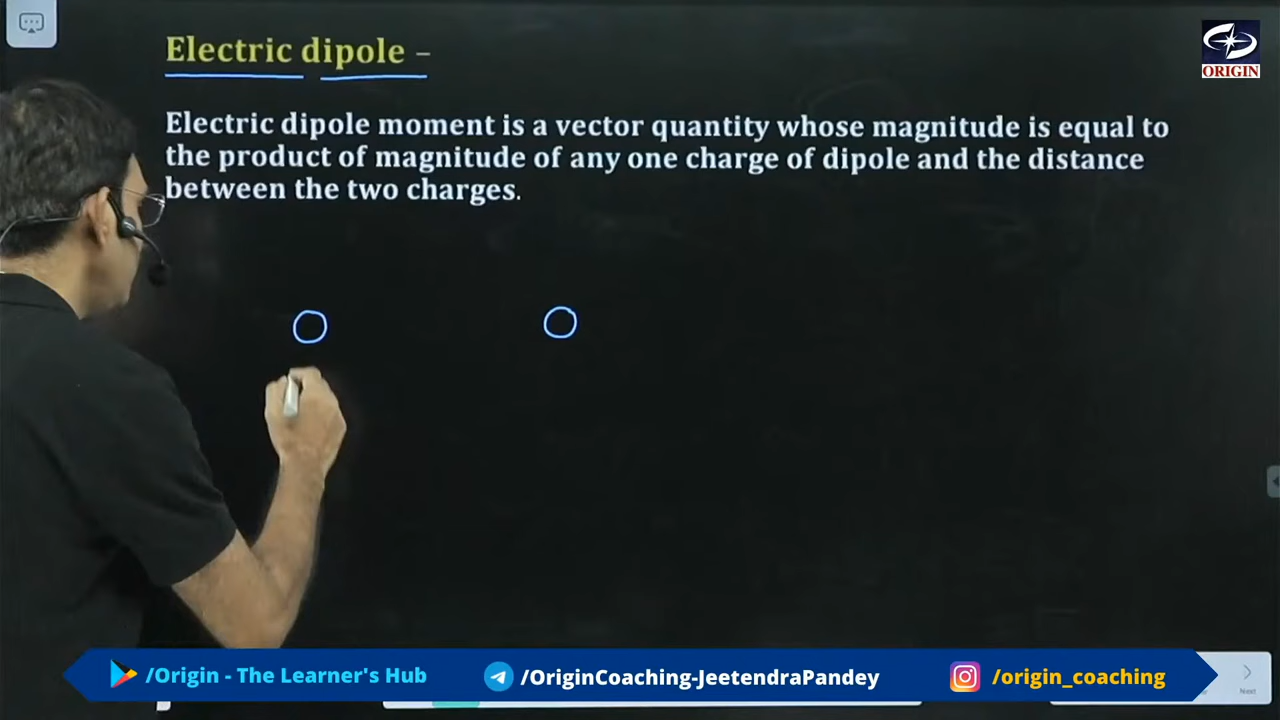 Electric dipole –
ORIGIN
Electric dipole moment is a vector quantity whose magnitude is equal to
the product of magnitude of any one charge of dipole and the distance
between the two charges.
/Origin - The Learner's Hub
/OriginCoaching-JeetendraPandey
/origin_coaching
Next